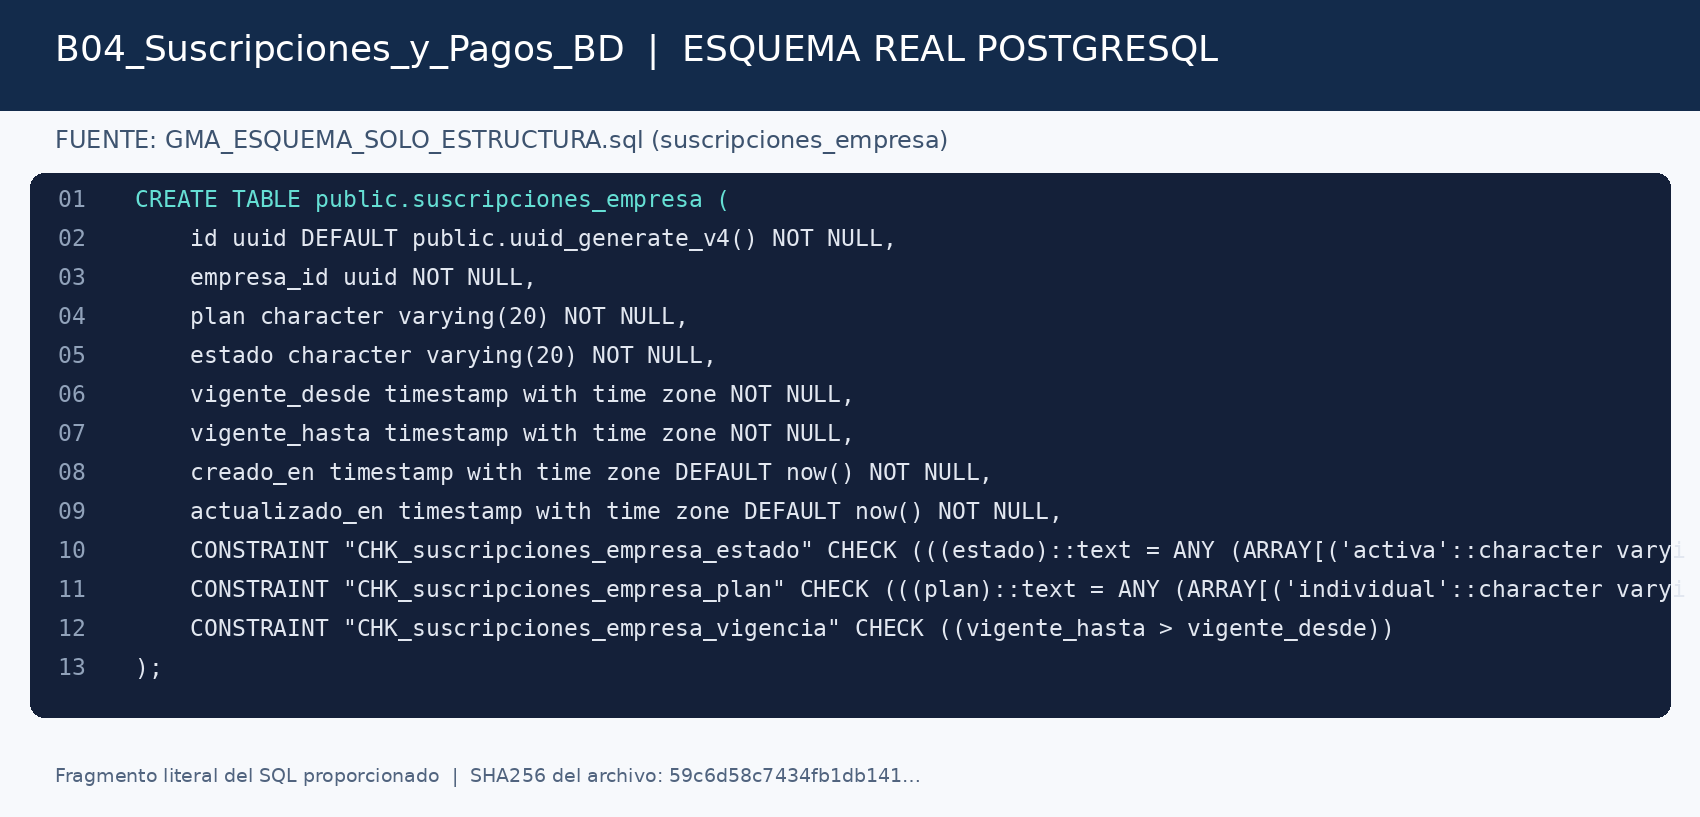 B04_Suscripciones_y_Pagos_BD | ESQUEMA REAL POSTGRESQL
FUENTE: GMA_ESQUEMA_SOLO_ESTRUCTURA.sql (suscripciones_empresa)
01 CREATE TABLE public.suscripciones_empresa (
02 id uuid DEFAULT public.uuid_generate_v4() NOT NULL,
03 empresa_id uuid NOT NULL,
04 plan character varying(20) NOT NULL,
05 estado character varying(20) NOT NULL,
06 vigente_desde timestamp with time zone NOT NULL,
07 vigente_hasta timestamp with time zone NOT NULL,
08 creado_en timestamp with time zone DEFAULT now() NOT NULL,
09 actualizado_en timestamp with time zone DEFAULT now() NOT NULL,
10 CONSTRAINT "CHK_suscripciones_empresa_estado" CHECK (((estado)::text = ANY (ARRAY[('activa'::character varyi
11 CONSTRAINT "CHK_suscripciones_empresa_plan" CHECK (((plan)::text = ANY (ARRAY[('individual'::character varyi
12 CONSTRAINT "CHK_suscripciones_empresa_vigencia" CHECK ((vigente_hasta > vigente_desde))
13 );
Fragmento literal del SQL proporcionado | SHA256 del archivo: 59c6d58c7434fb1db141...